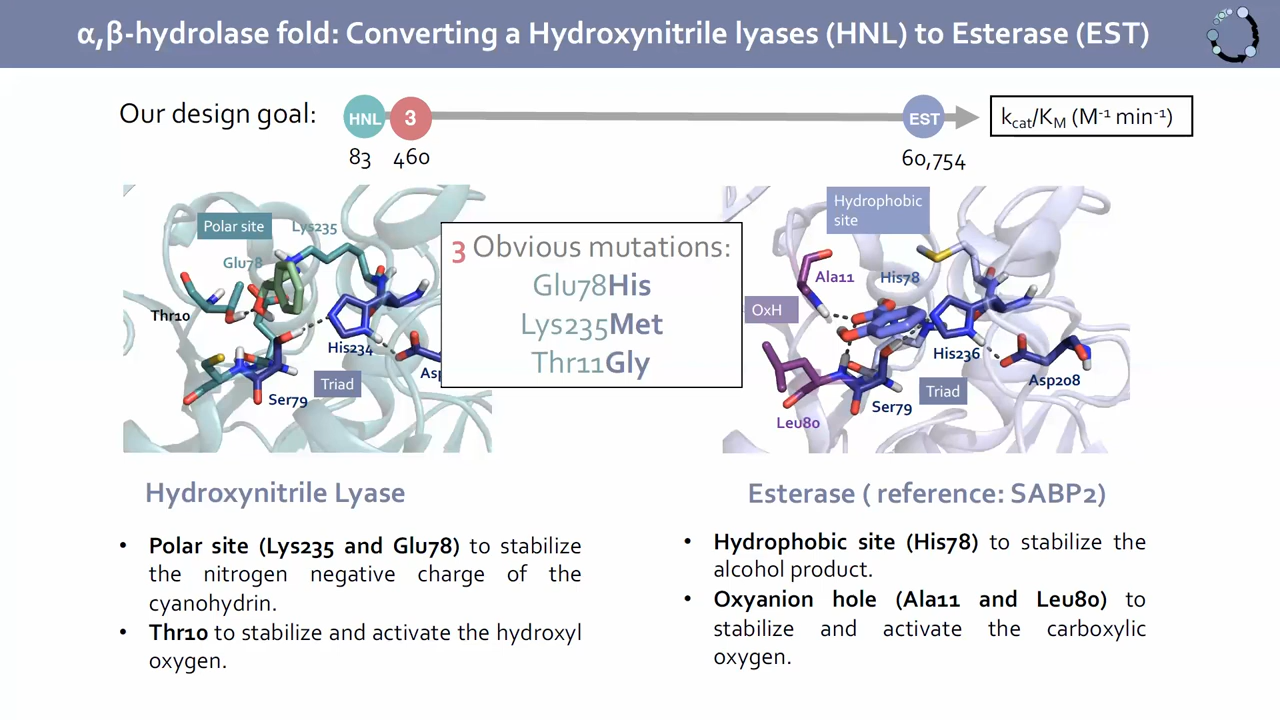 α,β-hydrolase fold: Converting a Hydroxynitrile lyases (HNL) to Esterase (EST)
Our design goal:
HNL
3
EST
kcat/KM (M-1 min-1)
83
460
60,754
Polar site
Lys235
Glu78
Thr10
His234
Asp
Triad
Ser79
3 Obvious mutations:
Glu78His
Lys235Met
Thr11Gly
Hydrophobic
site
Ala11
His78
OxH
His236
Asp208
Triad
Ser79
Leu80
Hydroxynitrile Lyase
• Polar site (Lys235 and Glu78) to stabilize
the nitrogen negative charge of the
cyanohydrin.
• Thr10 to stabilize and activate the hydroxyl
oxygen.
Esterase ( reference: SABP2)
• Hydrophobic site (His78) to stabilize the
alcohol product.
• Oxyanion hole (Ala11 and Leu80) to
stabilize and activate the carboxylic
oxygen.